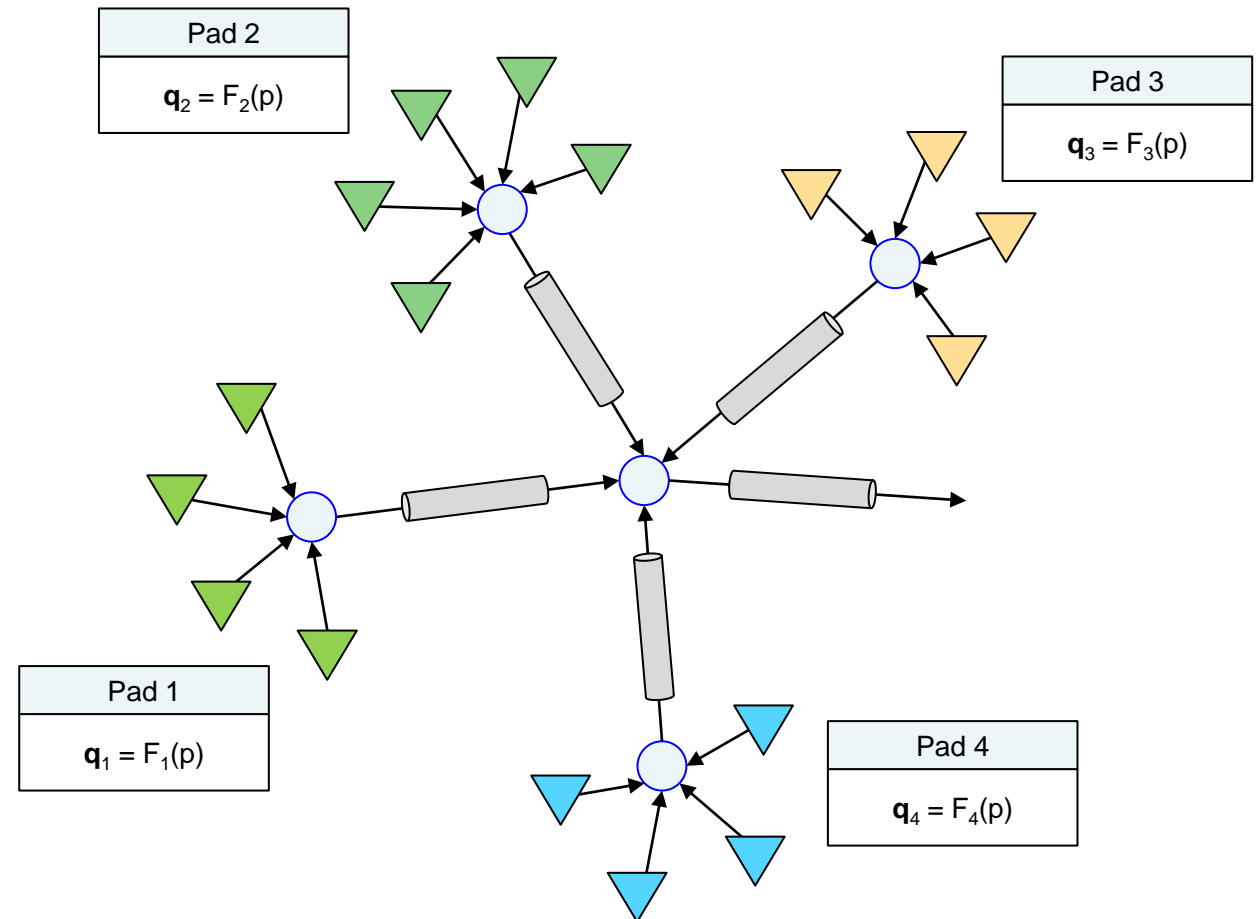 Pad 2
q₂ = F₂(p)
Pad 3
q₃ = F₃(p)
Pad 1
q₁ = F₁(p)
Pad 4
q₄ = F₄(p)